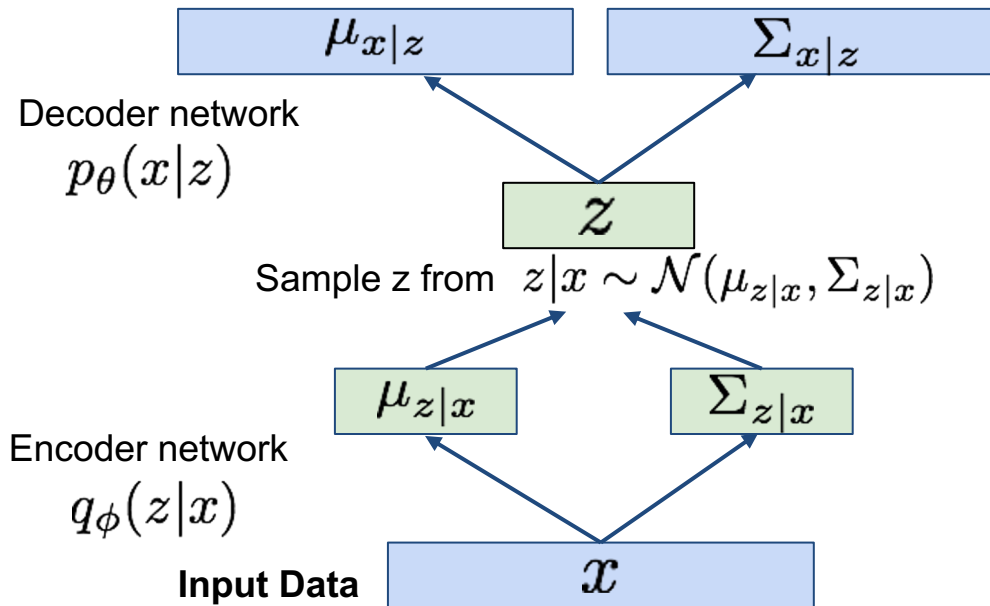 μ_{x|z} Σ_{x|z}
Decoder network
p_θ(x|z)
z
Sample z from z|x ∼ 𝒩(μ_{z|x}, Σ_{z|x})
μ_{z|x} Σ_{z|x}
Encoder network
q_ϕ(z|x)
Input Data x